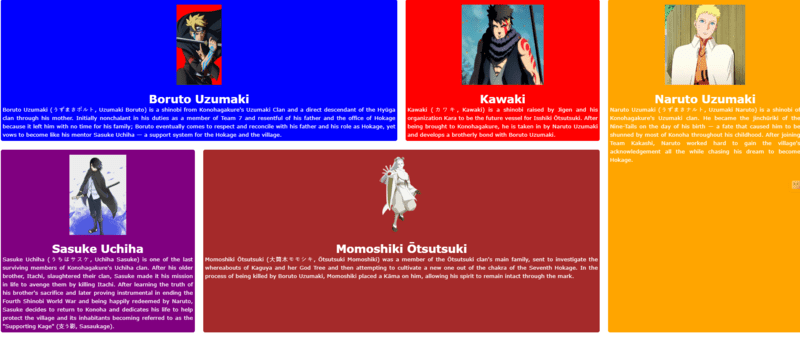 Boruto Uzumaki
Boruto Uzumaki (うずまきボルト, Uzumaki Boruto) is a shinobi from Konohagakure's Uzumaki Clan and a direct descendant of the Hyūga
clan through his mother. Initially nonchalant in his duties as a member of Team 7 and resentful of his father and the office of Hokage
because it left him with no time for his family; Boruto eventually comes to respect and reconcile with his father and his role as Hokage, yet
vows to become like his mentor Sasuke Uchiha — a support system for the Hokage and the village.
Kawaki
Kawaki (カワキ, Kawaki) is a shinobi raised by Jigen and his
organization Kara to be the future vessel for Isshiki Ōtsutsuki. After
being brought to Konohagakure, he is taken in by Naruto Uzumaki
and develops a brotherly bond with Boruto Uzumaki.
Naruto Uzumaki
Naruto Uzumaki (うずまきナルト, Uzumaki Naruto) is a shinobi of
Konohagakure's Uzumaki clan. He became the jinchūriki of the
Nine-Tails on the day of his birth — a fate that caused him to be
shunned by most of Konoha throughout his childhood. After joining
Team Kakashi, Naruto worked hard to gain the village's
acknowledgement all the while chasing his dream to become
Hokage.
Sasuke Uchiha
Sasuke Uchiha (うちはサスケ, Uchiha Sasuke) is one of the last
surviving members of Konohagakure's Uchiha clan. After his older
brother, Itachi, slaughtered their clan, Sasuke made it his mission
in life to avenge them by killing Itachi. After learning the truth of
his brother's sacrifice and later proving instrumental in ending the
Fourth Shinobi World War and being happily redeemed by Naruto,
Sasuke decides to return to Konoha and dedicates his life to help
protect the village and its inhabitants becoming referred to as the
"Supporting Kage" (支う影, Sasaukage).
Momoshiki Ōtsutsuki
Momoshiki Ōtsutsuki (大筒木モモシキ, Ōtsutsuki Momoshiki) was a member of the Ōtsutsuki clan's main family, sent to investigate the
whereabouts of Kaguya and her God Tree and then attempting to cultivate a new one out of the chakra of the Seventh Hokage. In the
process of being killed by Boruto Uzumaki, Momoshiki placed a Kāma on him, allowing his spirit to remain intact through the mark.